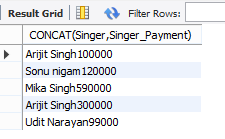 Result Grid Filter Rows:
CONCAT(Singer,Singer_Payment)
Arijit Singh100000
Sonu nigam120000
Mika Singh590000
Arijit Singh300000
Udit Narayan99000